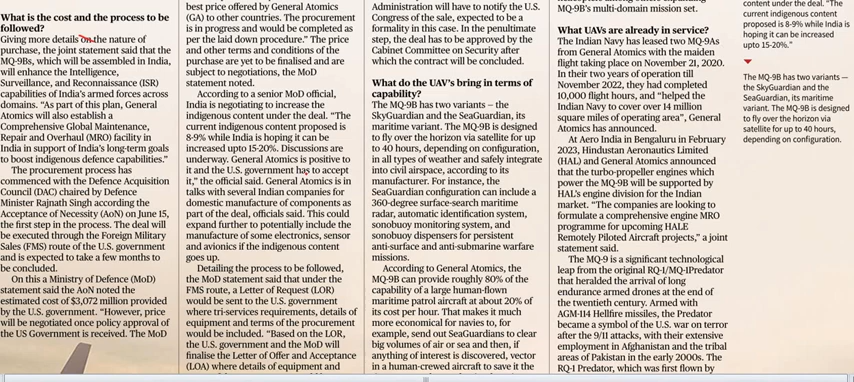 What is the cost and the process to be
followed?
Giving more details on the nature of
purchase, the joint statement said that the
MQ-9Bs, which will be assembled in India,
will enhance the Intelligence,
Surveillance, and Reconnaissance (ISR)
capabilities of India's armed forces across
domains. “As part of this plan, General
Atomics will also establish a
Comprehensive Global Maintenance,
Repair and Overhaul (MRO) facility in
India in support of India's long-term goals
to boost indigenous defence capabilities.”
The procurement process has
commenced with the Defence Acquisition
Council (DAC) chaired by Defence
Minister Rajnath Singh according the
Acceptance of Necessity (AoN) on June 15,
the first step in the process. The deal will
be executed through the Foreign Military
Sales (FMS) route of the U.S. government
and is expected to take a few months to
be concluded.
On this a Ministry of Defence (MoD)
statement said the AoN noted the
estimated cost of $3,072 million provided
by the U.S. government. “However, price
will be negotiated once policy approval of
the US Government is received. The MoD
best price offered by General Atomics
(GA) to other countries. The procurement
is in progress and would be completed as
per the laid down procedure.” The price
and other terms and conditions of the
purchase are yet to be finalised and are
subject to negotiations, the MoD
statement noted.
According to a senior MoD official,
India is negotiating to increase the
indigenous content under the deal. “The
current indigenous content proposed is
8-9% while India is hoping it can be
increased upto 15-20%. Discussions are
underway. General Atomics is positive to
it and the U.S. government has to accept
it,” the official said. General Atomics is in
talks with several Indian companies for
domestic manufacture of components as
part of the deal, officials said. This could
expand further to potentially include the
manufacture of some electronics, sensor
and avionics if the indigenous content
goes up.
Detailing the process to be followed,
the MoD statement said that under the
FMS route, a Letter of Request (LOR)
would be sent to the U.S. government
where tri-services requirements, details of
equipment and terms of the procurement
would be included. “Based on the LOR,
the U.S. government and the MoD will
finalise the Letter of Offer and Acceptance
(LOA) where details of equipment and
Administration will have to notify the U.S.
Congress of the sale, expected to be a
formality in this case. In the penultimate
step, the deal has to be approved by the
Cabinet Committee on Security after
which the contract will be concluded.
What do the UAV's bring in terms of
capability?
The MQ-9B has two variants — the
SkyGuardian and the SeaGuardian, its
maritime variant. The MQ-9B is designed
to fly over the horizon via satellite for up
to 40 hours, depending on configuration,
in all types of weather and safely integrate
into civil airspace, according to its
manufacturer. For instance, the
SeaGuardian configuration can include a
360-degree surface-search maritime
radar, automatic identification system,
sonobuoy monitoring system, and
sonobuoy dispensers for persistent
anti-surface and anti-submarine warfare
missions.
According to General Atomics, the
MQ-9B can provide roughly 80% of the
capability of a large human-flown
maritime patrol aircraft at about 20% of
its cost per hour. That makes it much
more economical for navies to, for
example, send out SeaGuardians to clear
big volumes of air or sea and then, if
anything of interest is discovered, vector
in a human-crewed aircraft to save it the
MQ-9B's multi-domain mission set.
What UAVs are already in service?
The Indian Navy has leased two MQ-9As
from General Atomics with the maiden
flight taking place on November 21, 2020.
In their two years of operation till
November 2022, they had completed
10,000 flight hours, and “helped the
Indian Navy to cover over 14 million
square miles of operating area”, General
Atomics has announced.
At Aero India in Bengaluru in February
2023, Hindustan Aeronautics Limited
(HAL) and General Atomics announced
that the turbo-propeller engines which
power the MQ-9B will be supported by
HAL's engine division for the Indian
market. “The companies are looking to
formulate a comprehensive engine MRO
programme for upcoming HALE
Remotely Piloted Aircraft projects,” a joint
statement said.
The MQ-9 is a significant technological
leap from the original RQ-1/MQ-1Predator
that heralded the arrival of long
endurance armed drones at the end of
the twentieth century. Armed with
AGM-114 Hellfire missiles, the Predator
became a symbol of the U.S. war on terror
after the 9/11 attacks, with their extensive
employment in Afghanistan and the tribal
areas of Pakistan in the early 2000s. The
RQ-1 Predator, which was first flown by
content under the deal. "The
current indigenous content
proposed is 8-9% while India is
hoping it can be increased
upto 15-20%."
The MQ-9B has two variants —
the SkyGuardian and the
SeaGuardian, its maritime
variant. The MQ-9B is designed
to fly over the horizon via
satellite for up to 40 hours,
depending on configuration.